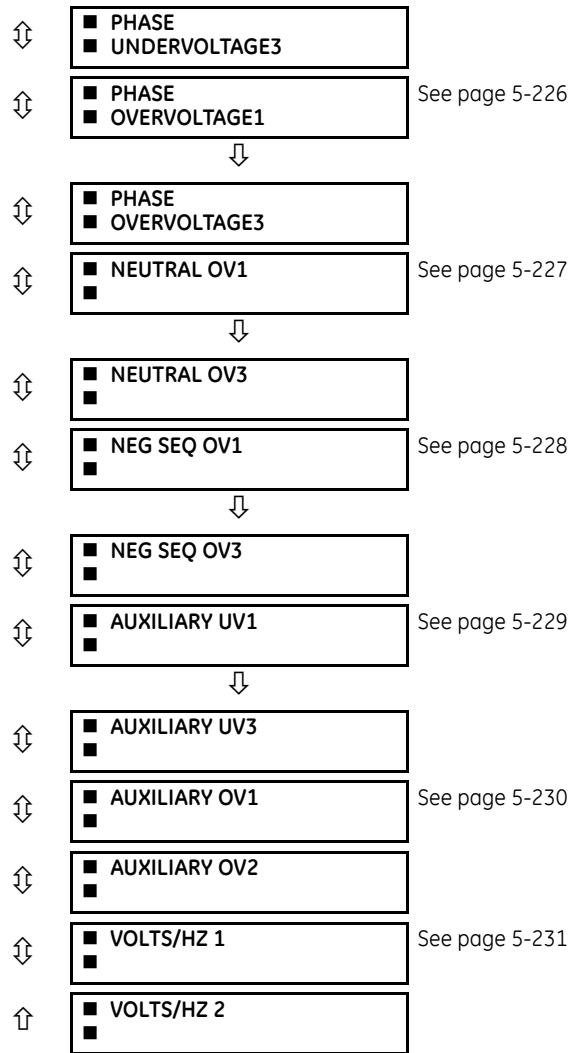 ■ PHASE
■ UNDERVOLTAGE3
■ PHASE
■ OVERVOLTAGE1
See page 5-226
■ PHASE
■ OVERVOLTAGE3
■ NEUTRAL OV1
■
See page 5-227
■ NEUTRAL OV3
■
■ NEG SEQ OV1
■
See page 5-228
■ NEG SEQ OV3
■
■ AUXILIARY UV1
■
See page 5-229
■ AUXILIARY UV3
■
■ AUXILIARY OV1
■
See page 5-230
■ AUXILIARY OV2
■
■ VOLTS/HZ 1
■
See page 5-231
■ VOLTS/HZ 2
■